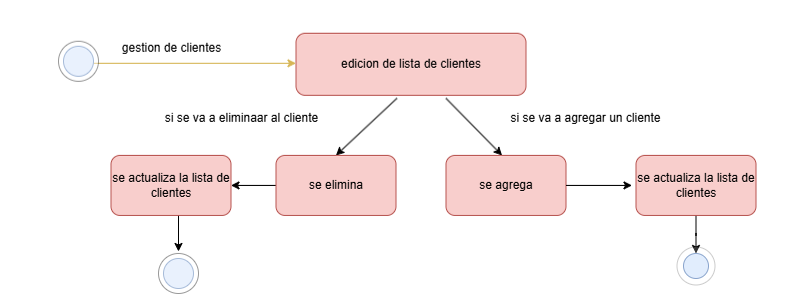 gestion de clientes
edicion de lista de clientes
si se va a eliminaar al cliente
si se va a agregar un cliente
se actualiza la lista de
clientes
se elimina
se agrega
se actualiza la lista de
clientes